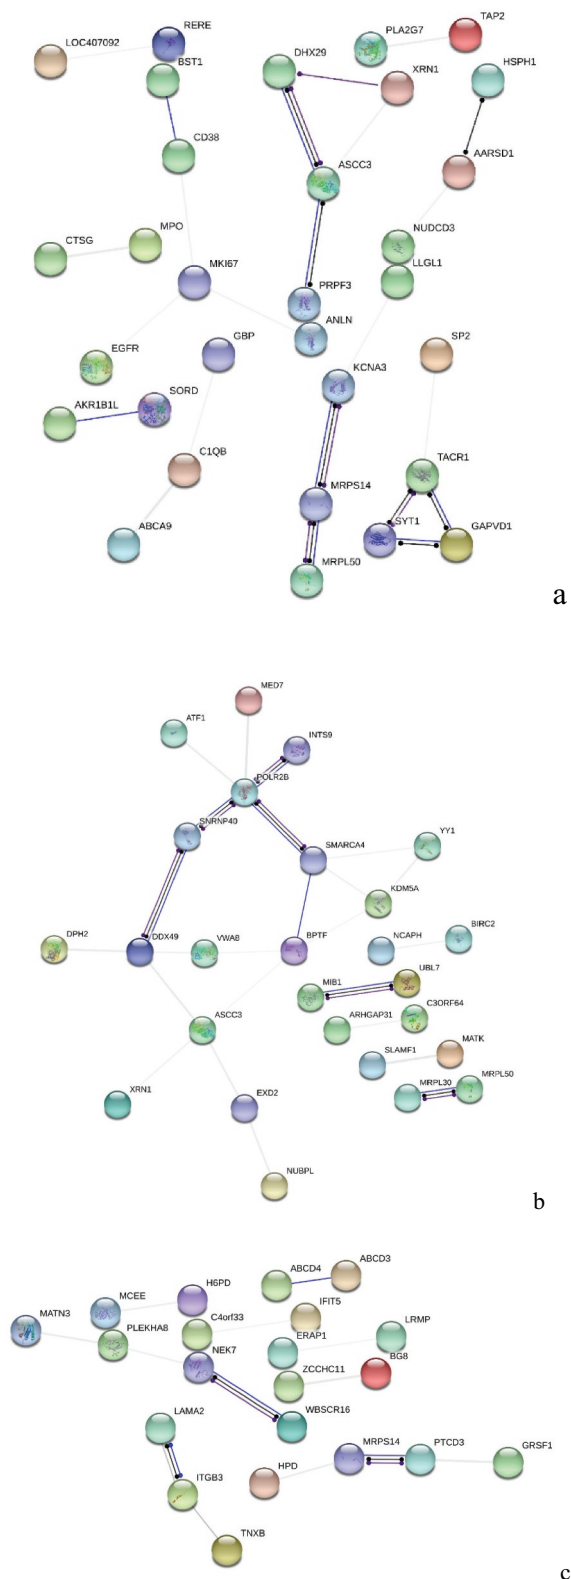 TAP2
RERE
PLA2G7
LOC407092
DHX29
BST1
XRN1
HSPH1
CD38
ASCC3
AARSD1
MPO
CTSG
NUDCD3
MKI67
LLGL1
PRPF3
ANLN
GBP
SP2
EGFR
KCNA3
SORD
AKR1B1L
C1QB
TACR1
MRPS14
ABCA9
SYT1
GAPVD1
MRPL50
a
MED7
ATF1
INTS9
POLR2B
SNRNP40
SMARCA4
YY1
KDM5A
BIRC2
DPH2
DDX49
VWA8
BPTF
NCAPH
UBL7
MIB1
C3ORF64
ASCC3
ARHGAP31
MATK
SLAMF1
XRN1
EXD2
MRPL30
MRPL50
NUBPL
b
ABCD4
ABCD3
H6PD
MCEE
IFIT5
MATN3
C4orf33
LRMP
PLEKHA8
ERAP1
NEK7
ZCCHC11
BG8
LAMA2
WBSCR16
MRPS14
PTCD3
GRSF1
HPD
ITGB3
TNXB
c